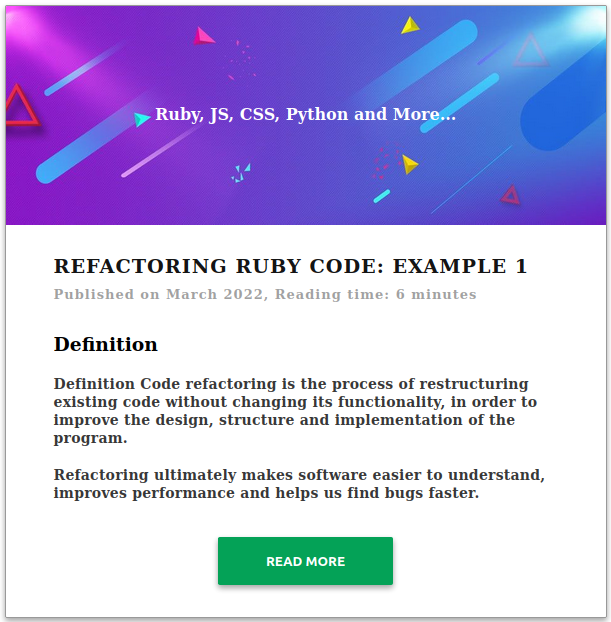 Ruby, JS, CSS, Python and More...
REFACTORING RUBY CODE: EXAMPLE 1
Published on March 2022, Reading time: 6 minutes
Definition
Definition Code refactoring is the process of restructuring
existing code without changing its functionality, in order to
improve the design, structure and implementation of the
program.
Refactoring ultimately makes software easier to understand,
improves performance and helps us find bugs faster.
READ MORE